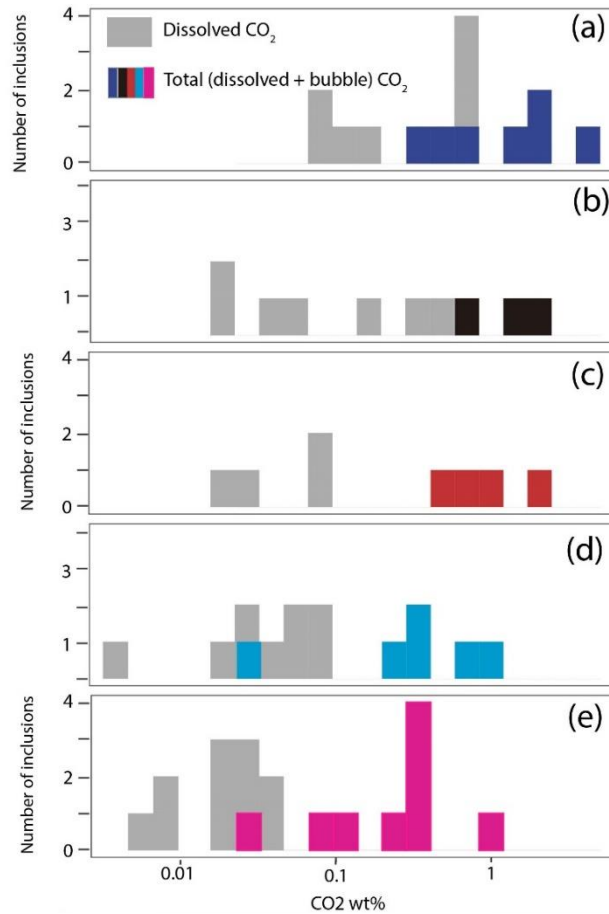 4
(a)
Dissolved CO₂
Total (dissolved + bubble) CO₂
2
0
Number of inclusions
(b)
3
1
(c)
4
2
0
Number of inclusions
(d)
3
1
(e)
4
2
0
Number of inclusions
0.01 0.1 1
CO2 wt%